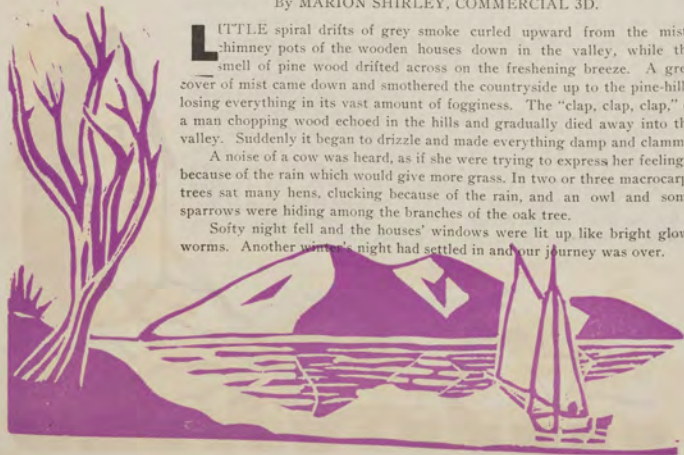 By MARION SHIRLEY, COMMERCIAL 3D.
LITTLE spiral drifts of grey smoke curled upward from the mist
chimney pots of the wooden houses down in the valley, while th
smell of pine wood drifted across on the freshening breeze. A gre
cover of mist came down and smothered the countryside up to the pine-hill
losing everything in its vast amount of fogginess. The "clap, clap, clap,"
a man chopping wood echoed in the hills and gradually died away into th
valley. Suddenly it began to drizzle and made everything damp and clamm
A noise of a cow was heard, as if she were trying to express her feeling
because of the rain which would give more grass. In two or three macrocarp
trees sat many hens, clucking because of the rain, and an owl and som
sparrows were hiding among the branches of the oak tree.
Softy night fell and the houses' windows were lit up like bright glow
worms. Another winter's night had settled in and our journey was over.